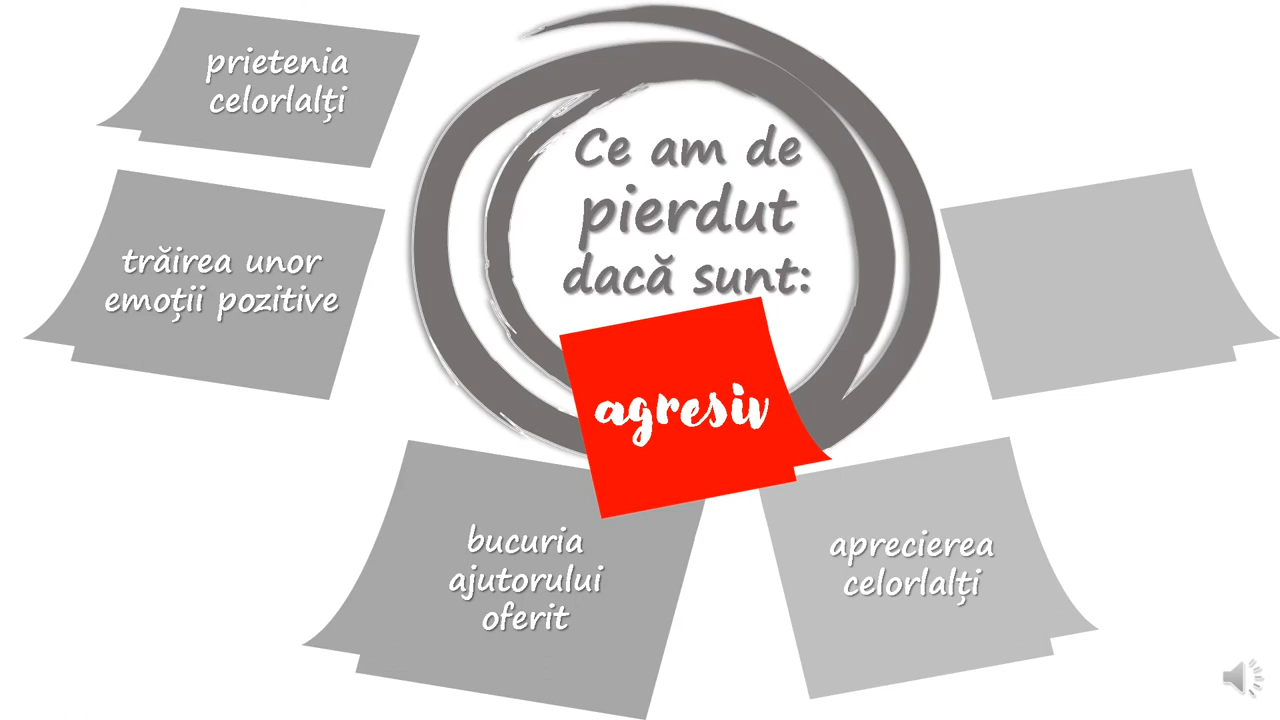 prietenia
celorlalți
Ce am de
pierdut
dacă sunt:
trăirea unor
emoții pozitive
agresiv
bucuria
ajutorului
oferit
aprecierea
celorlalți